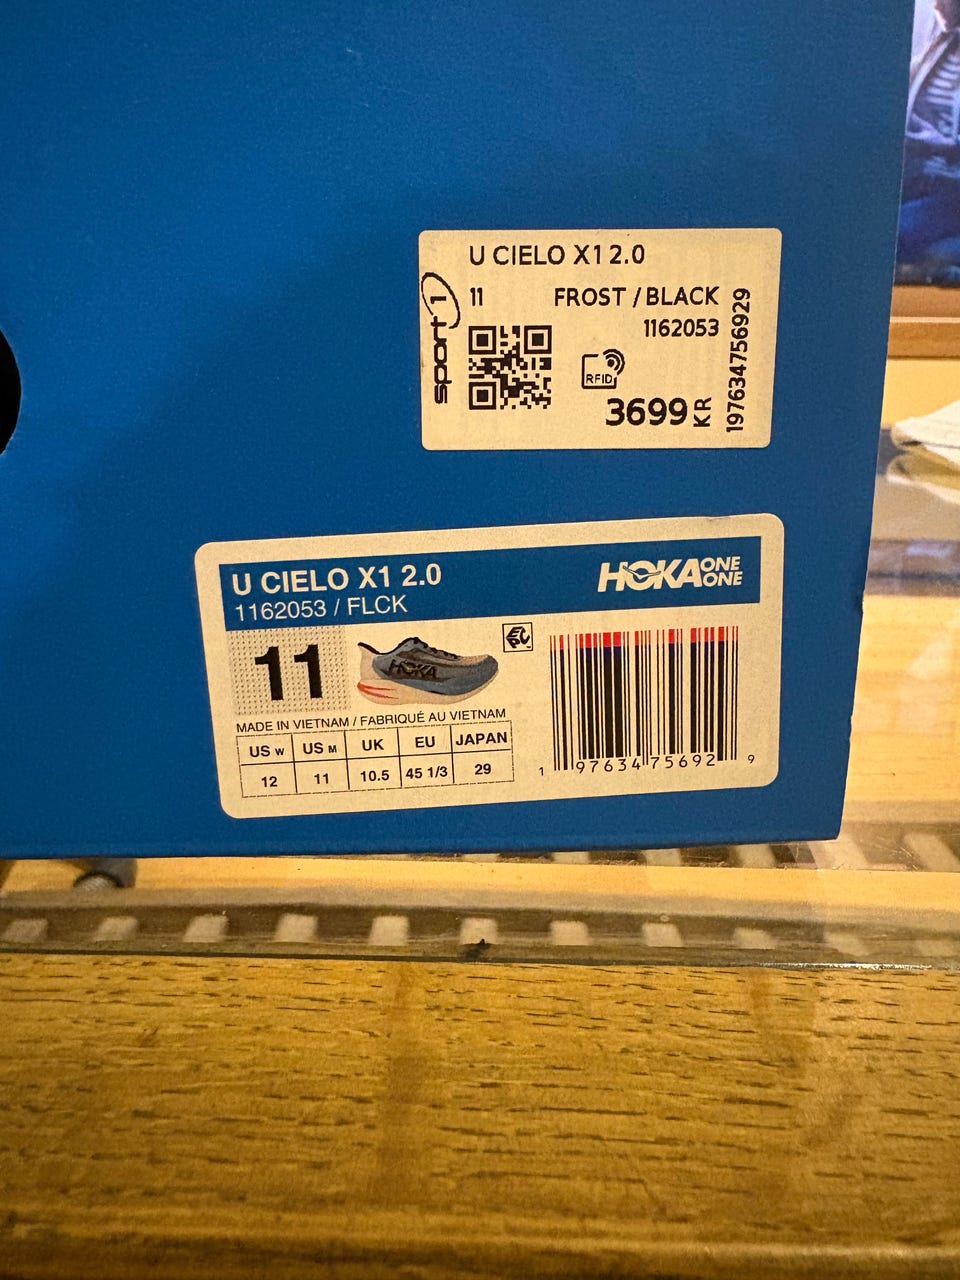 U CIELO X1 2.0
sport 1
11 FROST / BLACK
1162053
RFID
3699 KR
197634756929
U CIELO X1 2.0
1162053 / FLCK
HOKA ONE ONE
11
HOKA
EPC
MADE IN VIETNAM / FABRIQUÉ AU VIETNAM
US W US M UK EU JAPAN
12 11 10.5 45 1/3 29
1 97634 75692 9